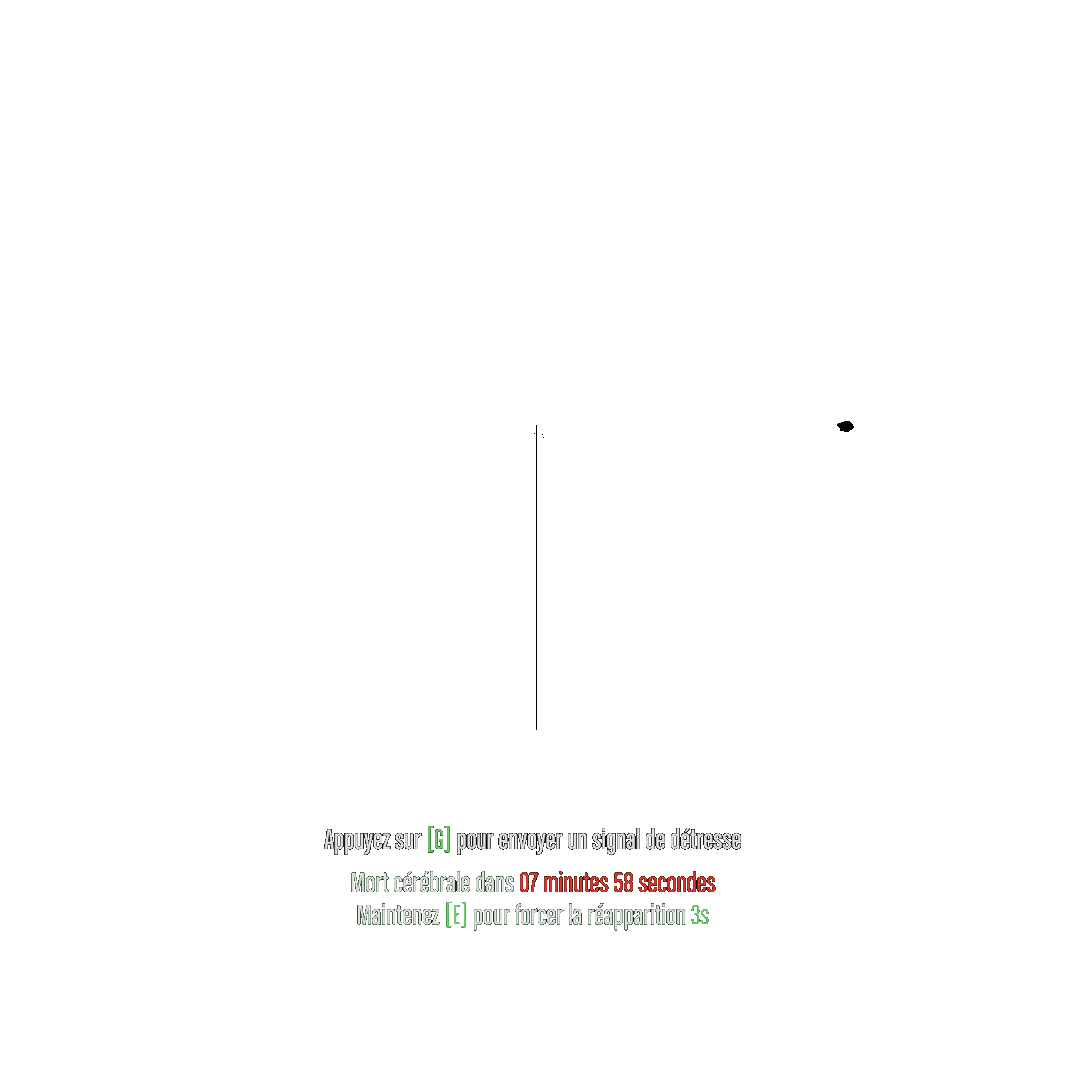 Appuyez sur [G] pour envoyer un signal de détresse
Mort cérébrale dans 07 minutes 58 secondes
Maintenez [E] pour forcer la réapparition 3s